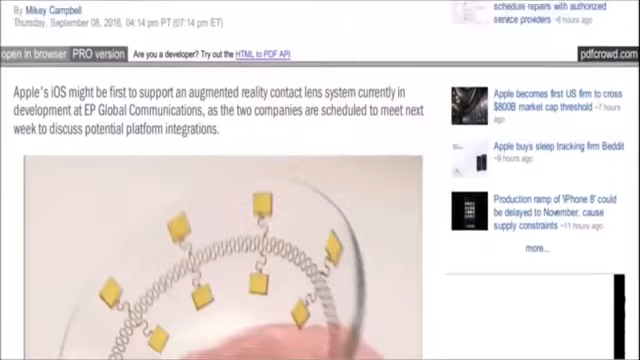 By Mikey Campbell
Thursday, September 08, 2016, 04:14 pm PT (07:14 pm ET)
schedule repairs with authorized
service providers ~6 hours ago
open in browser PRO version Are you a developer? Try out the HTML to PDF API
pdfcrowd.com
Apple's iOS might be first to support an augmented reality contact lens system currently in
development at EP Global Communications, as the two companies are scheduled to meet next
week to discuss potential platform integrations.
Apple becomes first US firm to cross
$800B market cap threshold ~7 hours
ago
Apple buys sleep tracking firm Beddit
~9 hours ago
Production ramp of 'iPhone 8' could
be delayed to November, cause
supply constraints ~11 hours ago
more...